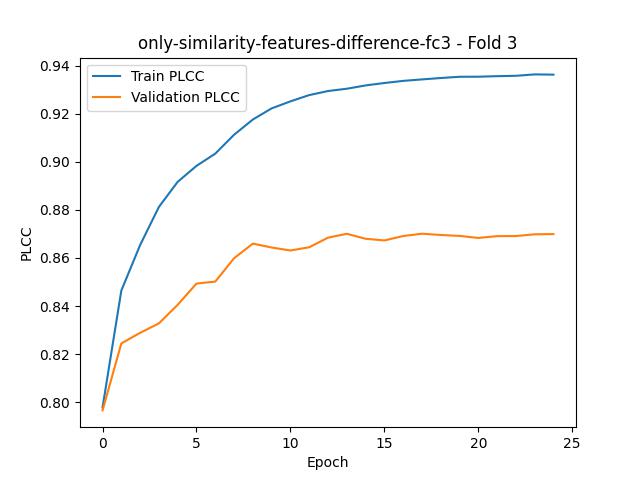 only-similarity-features-difference-fc3 - Fold 3
Train PLCC
Validation PLCC
PLCC
0.94
0.92
0.90
0.88
0.86
0.84
0.82
0.80
0 5 10 15 20 25
Epoch